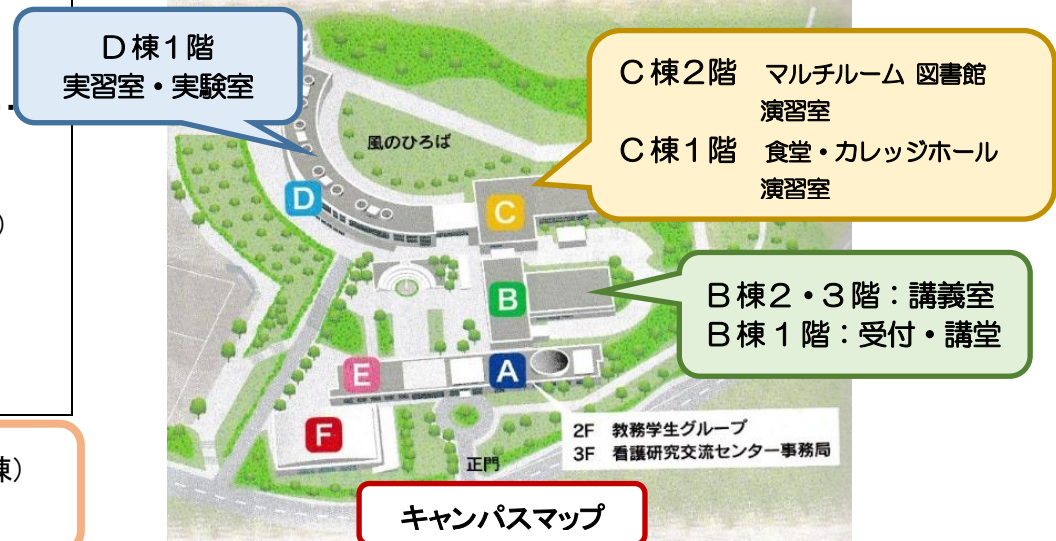 D棟1階
実習室・実験室
C棟2階 マルチルーム 図書館
演習室
C棟1階 食堂・カレッジホール
演習室
風のひろば
D
C
B棟2・3階：講義室
B棟1階：受付・講堂
B
E
A
F
2F 教務学生グループ
3F 看護研究交流センター事務局
正門
キャンパスマップ
）
棟）